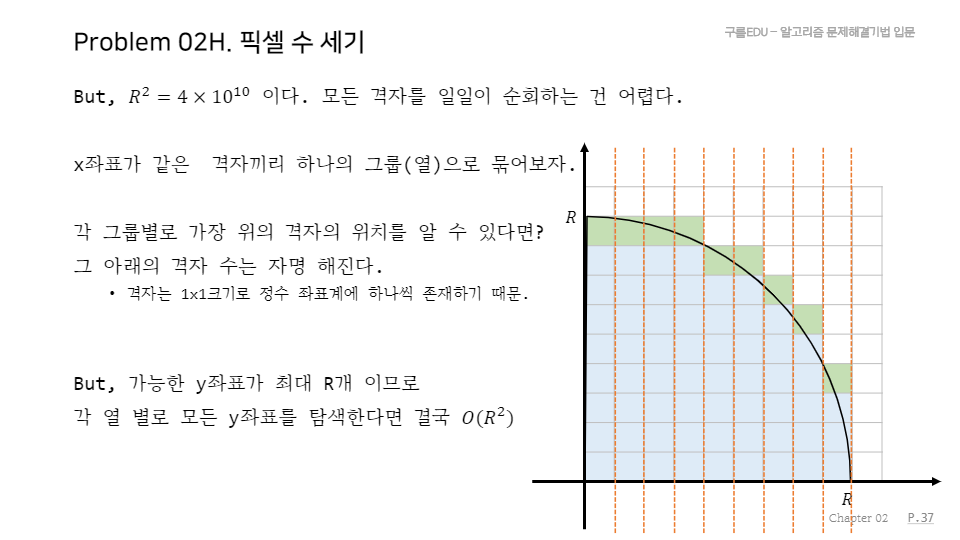 Problem 02H. 픽셀 수 세기
구름EDU – 알고리즘 문제해결기법 입문
But, R² = 4 × 10¹⁰ 이다. 모든 격자를 일일이 순회하는 건 어렵다.
x좌표가 같은 격자끼리 하나의 그룹(열)으로 묶어보자.
각 그룹별로 가장 위의 격자의 위치를 알 수 있다면?
그 아래의 격자 수는 자명 해진다.
• 격자는 1x1크기로 정수 좌표계에 하나씩 존재하기 때문.
But, 가능한 y좌표가 최대 R개 이므로
각 열 별로 모든 y좌표를 탐색한다면 결국 O(R²)
R
R
Chapter 02
P.37